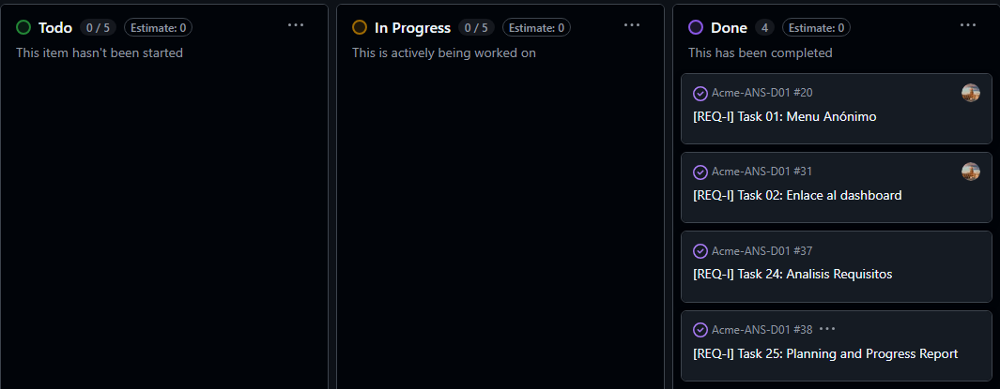 Todo 0 / 5 Estimate: 0
This item hasn't been started
In Progress 0 / 5 Estimate: 0
This is actively being worked on
Done 4 Estimate: 0
This has been completed
Acme-ANS-D01 #20
[REQ-I] Task 01: Menu Anónimo
Acme-ANS-D01 #31
[REQ-I] Task 02: Enlace al dashboard
Acme-ANS-D01 #37
[REQ-I] Task 24: Analisis Requisitos
Acme-ANS-D01 #38
[REQ-I] Task 25: Planning and Progress Report